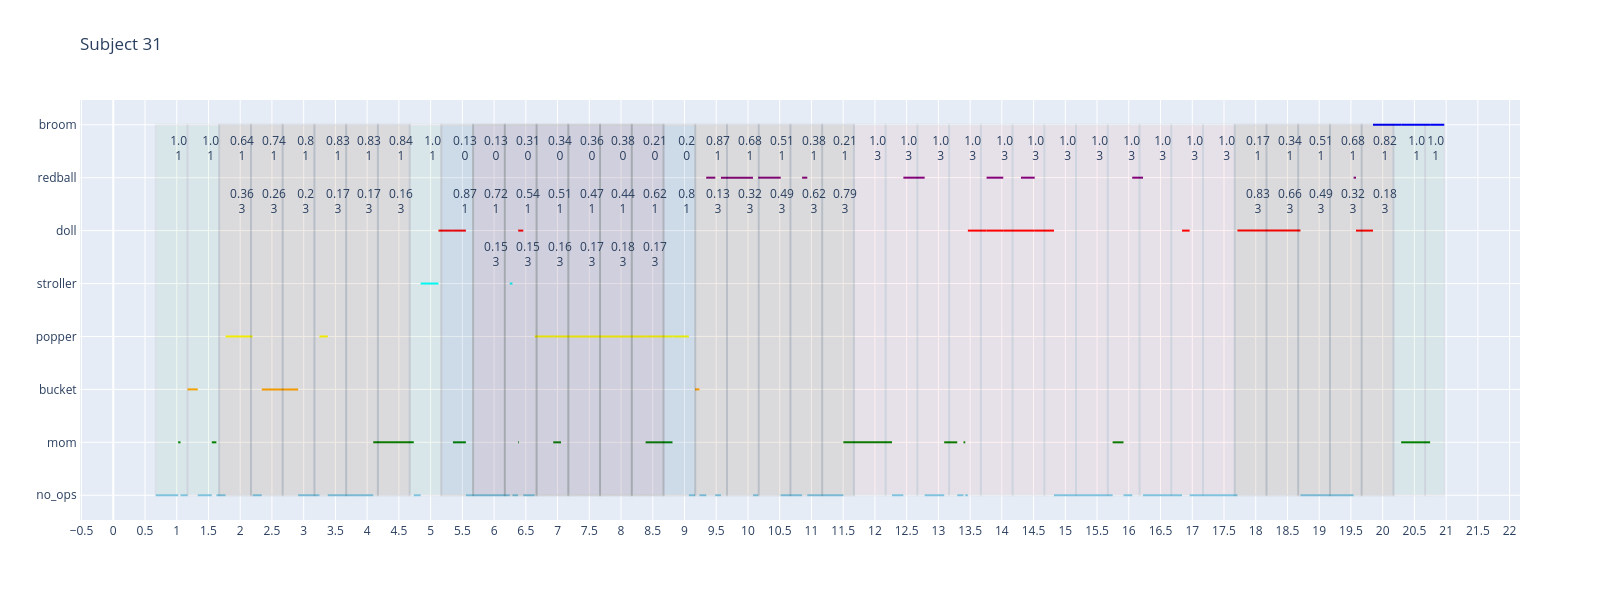 Subject 31
broom
1.0 1.0 0.64 0.74 0.8 0.83 0.83 0.84 1.0 0.13 0.13 0.31 0.34 0.36 0.38 0.21 0.2 0.87 0.68 0.51 0.38 0.21 1.0 1.0 1.0 1.0 1.0 1.0 1.0 1.0 1.0 1.0 1.0 1.0 0.17 0.34 0.51 0.68 0.82 1.0 1.0
1 1 1 1 1 1 1 1 1 0 0 0 0 0 0 0 0 1 1 1 1 1 3 3 3 3 3 3 3 3 3 3 3 3 1 1 1 1 1 1 1
redball
0.36 0.26 0.2 0.17 0.17 0.16 0.87 0.72 0.54 0.51 0.47 0.44 0.62 0.8 0.13 0.32 0.49 0.62 0.79 0.83 0.66 0.49 0.32 0.18
3 3 3 3 3 3 1 1 1 1 1 1 1 1 3 3 3 3 3 3 3 3 3 3
doll
0.15 0.15 0.16 0.17 0.18 0.17
3 3 3 3 3 3
stroller
popper
bucket
mom
no_ops
−0.5 0 0.5 1 1.5 2 2.5 3 3.5 4 4.5 5 5.5 6 6.5 7 7.5 8 8.5 9 9.5 10 10.5 11 11.5 12 12.5 13 13.5 14 14.5 15 15.5 16 16.5 17 17.5 18 18.5 19 19.5 20 20.5 21 21.5 22